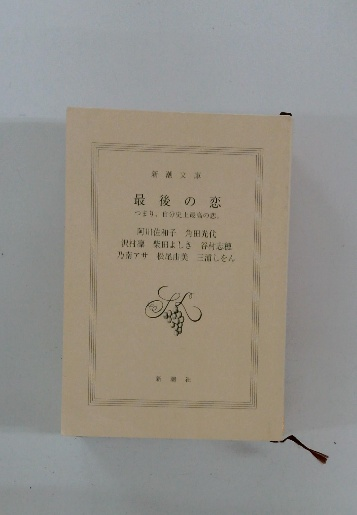 新潮文庫
最後の恋
つまり、自分史上最高の恋。
阿川佐和子 角田光代
沢村凜 柴田よしき 谷村志穂
乃南アサ 松尾由美 三浦しをん
新潮社